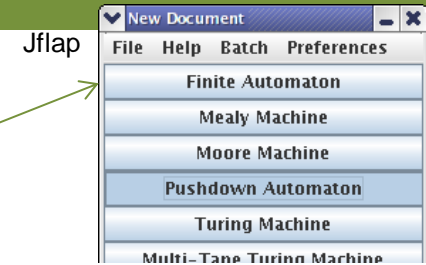 New Document
Jflap
File Help Batch Preferences
Finite Automaton
Mealy Machine
Moore Machine
Pushdown Automaton
Turing Machine
Multi-Tape Turing Machine